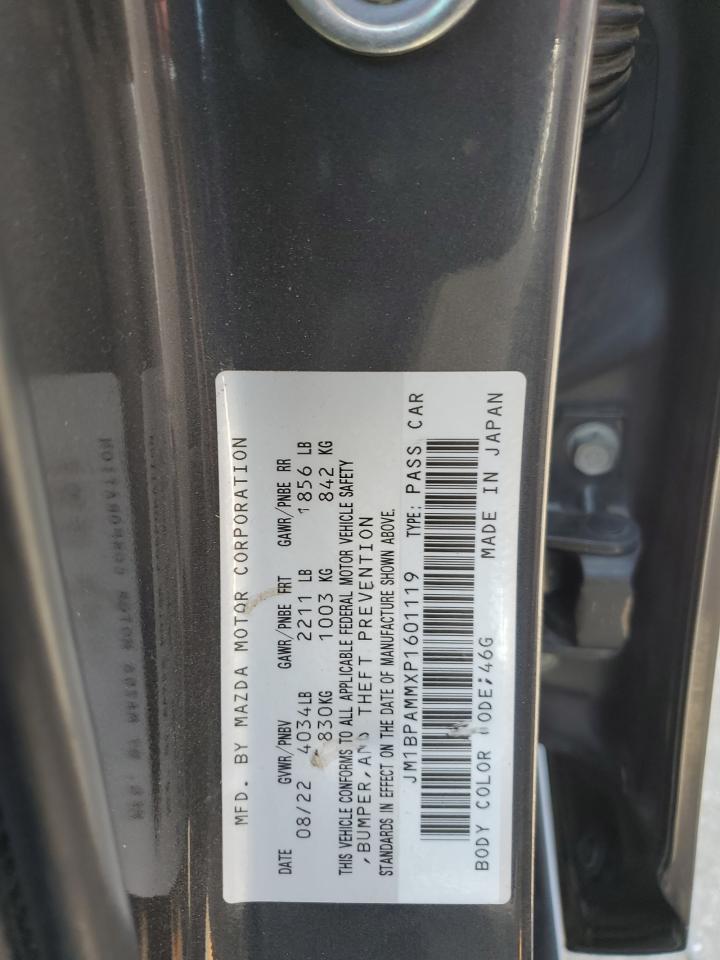 MFD. BY MAZDA MOTOR CORPORATION
DATE GVWR/PNBV GAWR/PNBE FRT GAWR/PNBE RR
08/22 4034LB 2211 LB 1856 LB
830KG 1003 KG 842 KG
THIS VEHICLE CONFORMS TO ALL APPLICABLE FEDERAL MOTOR VEHICLE SAFETY
,BUMPER,AND THEFT PREVENTION
STANDARDS IN EFFECT ON THE DATE OF MANUFACTURE SHOWN ABOVE.
JM1BPAMMXP1601119 TYPE: PASS CAR
BODY COLOR CODE;46G MADE IN JAPAN